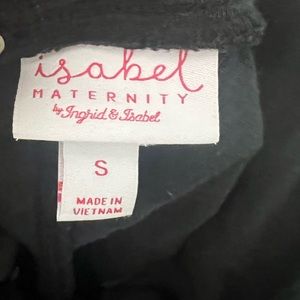 isabel
MATERNITY
by Ingrid & Isabel
S
MADE IN
VIETNAM